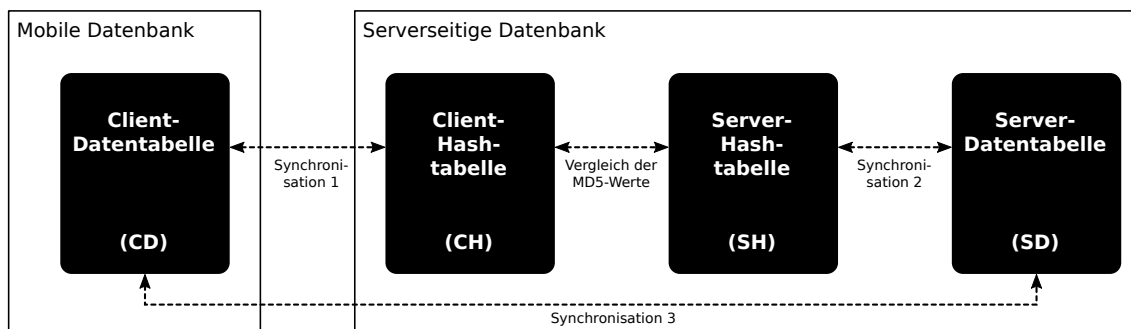 Mobile Datenbank
Serverseitige Datenbank
Client-
Datentabelle
(CD)
Synchroni-
sation 1
Client-
Hash-
tabelle
(CH)
Vergleich der
MD5-Werte
Server-
Hash-
tabelle
(SH)
Synchroni-
sation 2
Server-
Datentabelle
(SD)
Synchronisation 3